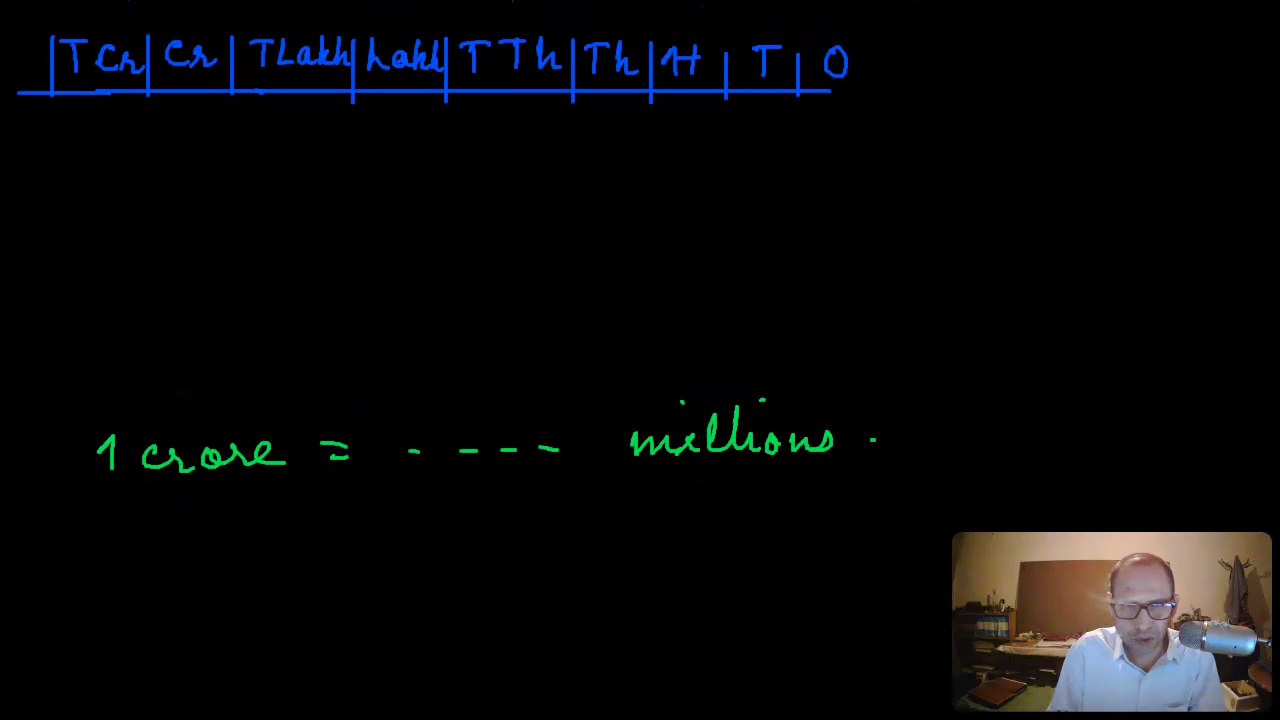 T Cr | Cr | T Lakh | Lakh | T Th | Th | H | T | O
1 crore = - - - - millions .